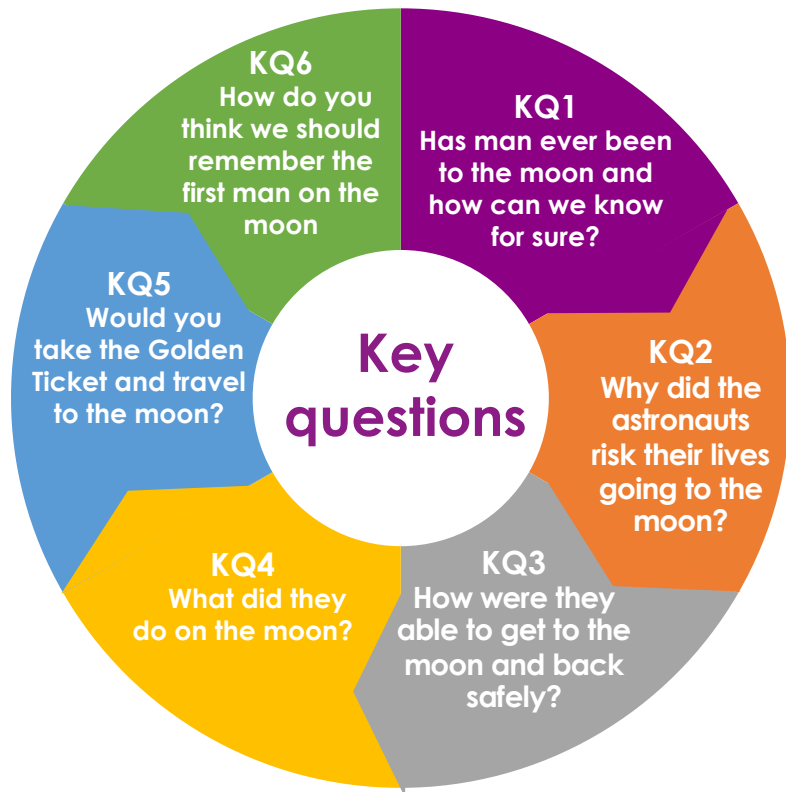 Key
questions
KQ1
Has man ever been
to the moon and
how can we know
for sure?
KQ2
Why did the
astronauts
risk their lives
going to the
moon?
KQ3
How were they
able to get to the
moon and back
safely?
KQ4
What did they
do on the moon?
KQ5
Would you
take the Golden
Ticket and travel
to the moon?
KQ6
How do you
think we should
remember the
first man on the
moon